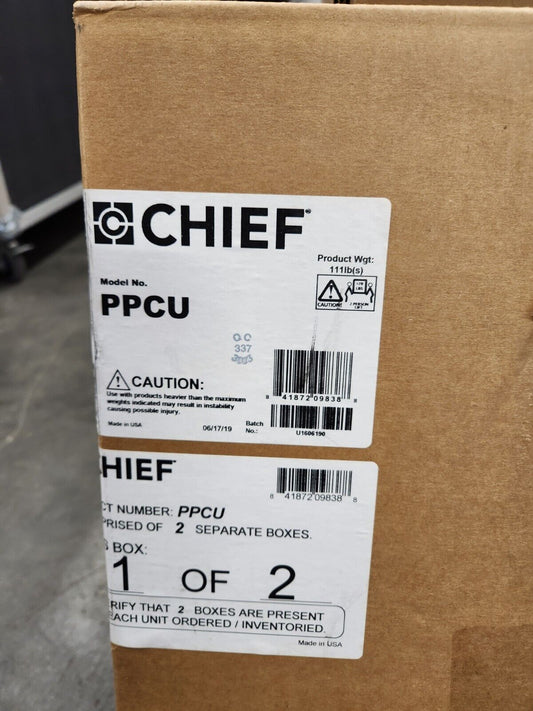 CHIEF®
Product Wgt:
111lb(s)
Model No.
PPCU
CAUTION!
2 PERSON
LIFT
QC
337
CAUTION:
Use with products heavier than the maximum
weights indicated may result in instability
causing possible injury.
8 41872 09838 8
Made in USA
06/17/19
Batch
No.:
U1606190
CHIEF
8 41872 09838 8
CT NUMBER: PPCU
PRISED OF 2 SEPARATE BOXES.
S BOX:
1 OF 2
RIFY THAT 2 BOXES ARE PRESENT
EACH UNIT ORDERED / INVENTORIED.
Made in USA